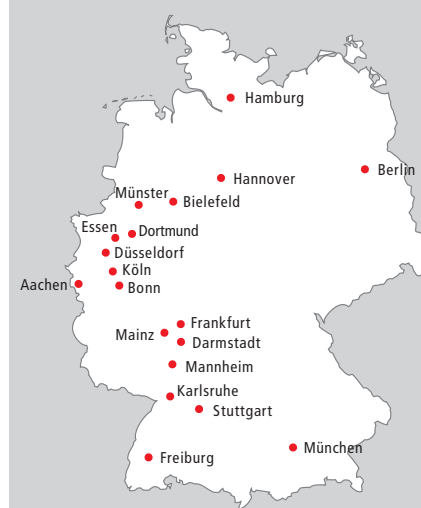 Hamburg
Berlin
Hannover
Münster
Bielefeld
Essen
Dortmund
Düsseldorf
Köln
Aachen
Bonn
Frankfurt
Mainz
Darmstadt
Mannheim
Karlsruhe
Stuttgart
München
Freiburg